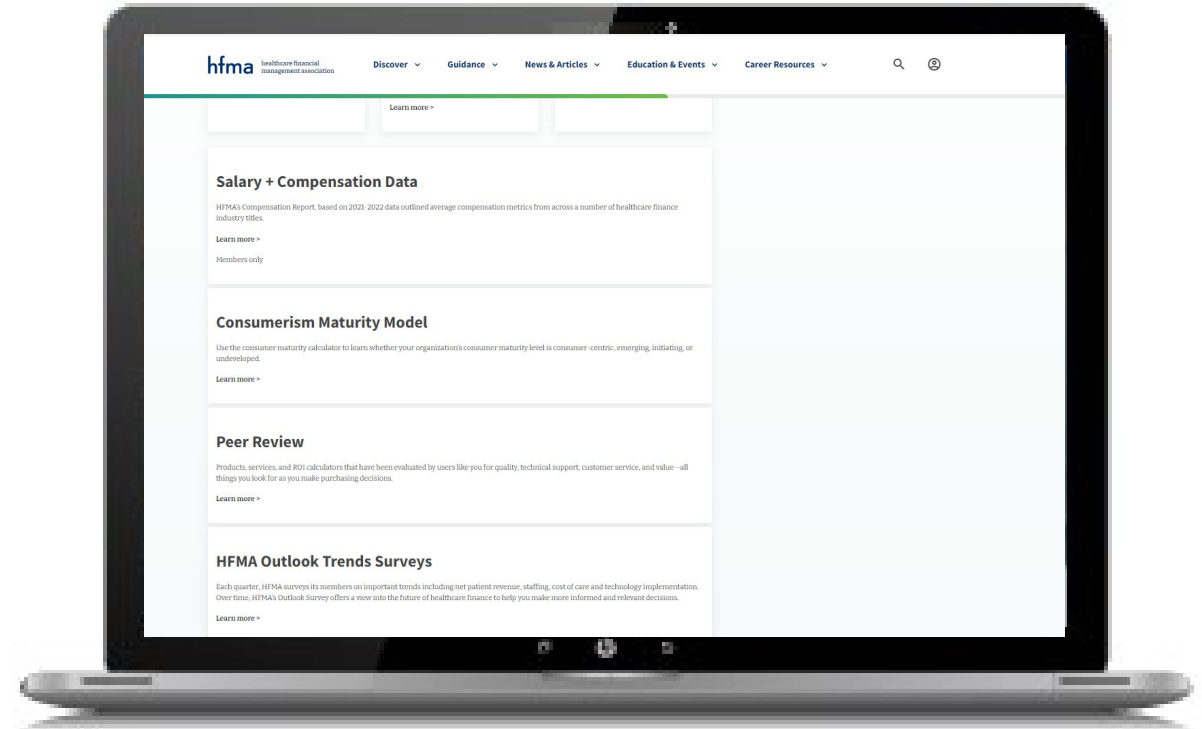 hfma
healthcare financial
management association
Discover
Guidance
News & Articles
Education & Events
Career Resources
Learn more >
Salary + Compensation Data
HFMA's Compensation Report, based on 2021-2022 data outlined average compensation metrics from across a number of healthcare finance
industry titles.
Learn more >
Members only
Consumerism Maturity Model
Use the consumer maturity calculator to learn whether your organization's consumer maturity level is consumer-centric, emerging, initiating, or
undeveloped.
Learn more >
Peer Review
Products, services, and ROI calculators that have been evaluated by users like you for quality, technical support, customer service, and value—all
things you look for as you make purchasing decisions.
Learn more >
HFMA Outlook Trends Surveys
Each quarter, HFMA surveys its members on important trends including net patient revenue, staffing, cost of care and technology implementation.
Over time, HFMA's Outlook Survey offers a view into the future of healthcare finance to help you make more informed and relevant decisions.
Learn more >